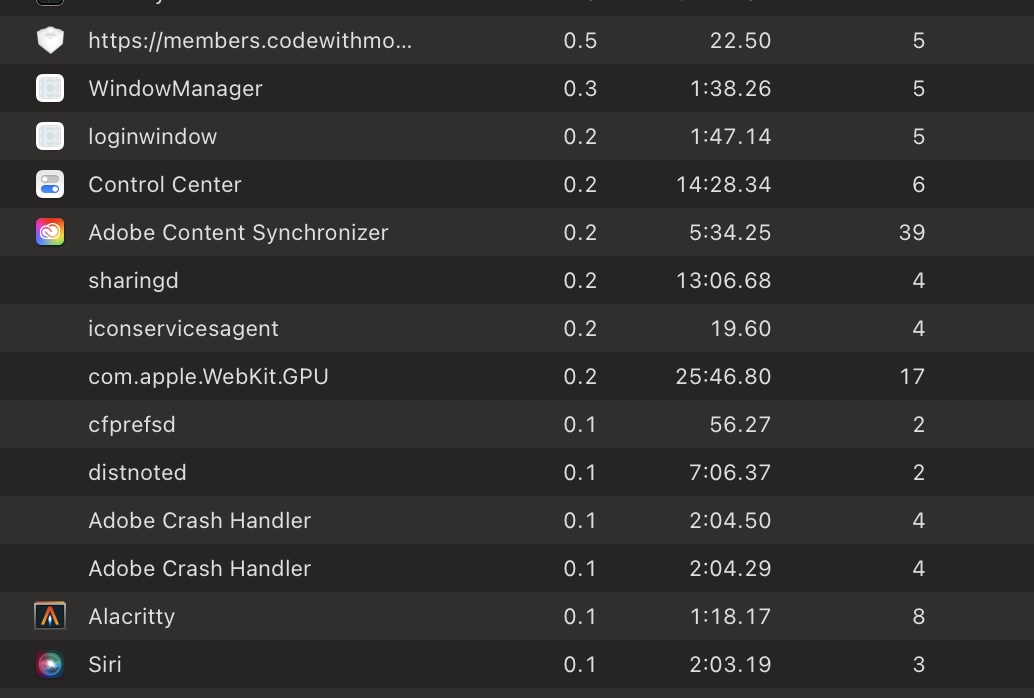 https://members.codewithmo... 0.5 22.50 5
WindowManager 0.3 1:38.26 5
loginwindow 0.2 1:47.14 5
Control Center 0.2 14:28.34 6
Adobe Content Synchronizer 0.2 5:34.25 39
sharingd 0.2 13:06.68 4
iconservicesagent 0.2 19.60 4
com.apple.WebKit.GPU 0.2 25:46.80 17
cfprefsd 0.1 56.27 2
distnoted 0.1 7:06.37 2
Adobe Crash Handler 0.1 2:04.50 4
Adobe Crash Handler 0.1 2:04.29 4
Alacritty 0.1 1:18.17 8
Siri 0.1 2:03.19 3